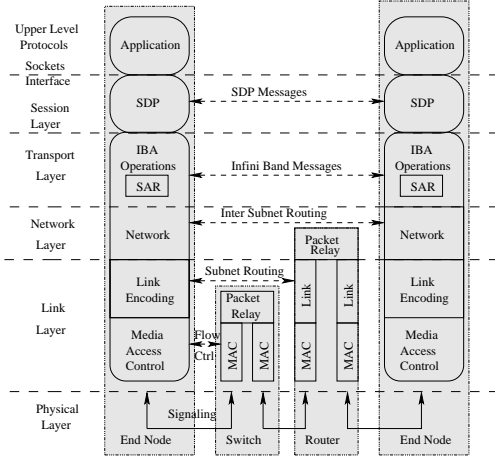 Upper Level
Protocols
Application
Application
Sockets
Interface
SDP
SDP Messages
SDP
Session
Layer
IBA
Operations
IBA
Operations
Transport
Layer
SAR
Infini Band Messages
SAR
Inter Subnet Routing
Network
Layer
Network
Packet
Relay
Network
Subnet Routing
Link
Encoding
Packet
Relay
Link
Link
Link
Encoding
Link
Layer
Flow
Ctrl
Media
Access
Control
MAC
MAC
MAC
MAC
Media
Access
Control
Physical
Layer
Signaling
End Node
Switch
Router
End Node